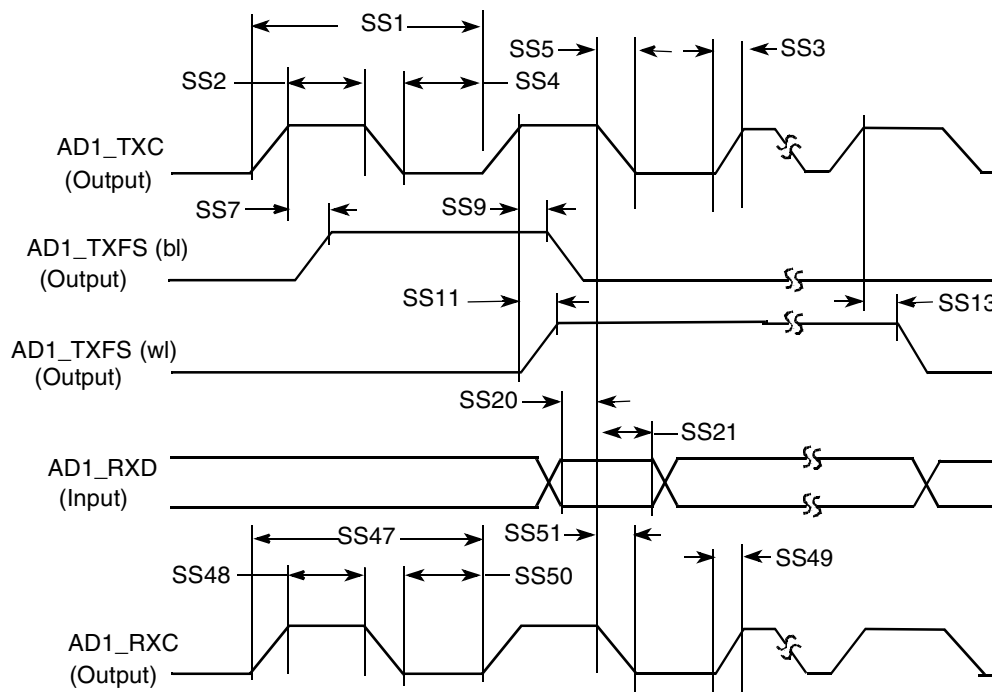 SS1
SS5
SS3
SS2
SS4
AD1_TXC
(Output)
SS7
SS9
AD1_TXFS (bl)
(Output)
SS11
SS13
AD1_TXFS (wl)
(Output)
SS20
SS21
AD1_RXD
(Input)
SS47
SS51
SS49
SS48
SS50
AD1_RXC
(Output)